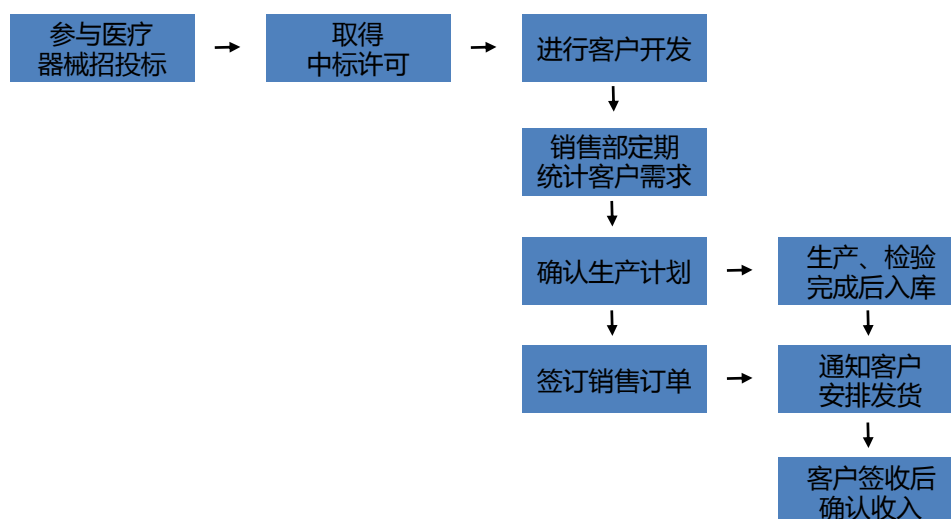 参与医疗
器械招投标
取得
中标许可
进行客户开发
销售部定期
统计客户需求
确认生产计划
生产、检验
完成后入库
签订销售订单
通知客户
安排发货
客户签收后
确认收入